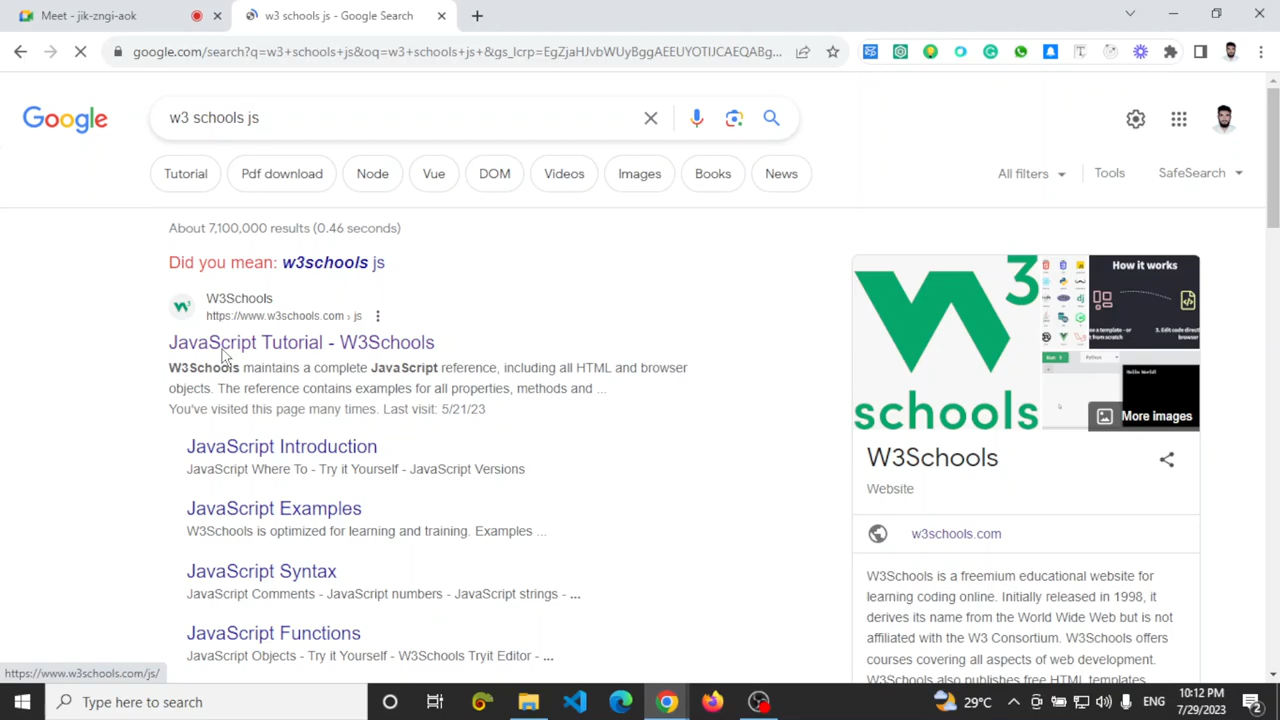 Meet - jik-zngi-aok
w3 schools js - Google Search
google.com/search?q=w3+schools+js&oq=w3+schools+js+&gs_lcrp=EgZjaHJvbWUyBggAEEUYOTIJCAEQABg...
Google
w3 schools js
Tutorial
Pdf download
Node
Vue
DOM
Videos
Images
Books
News
All filters
Tools
SafeSearch
About 7,100,000 results (0.46 seconds)
Did you mean: w3schools js
W3Schools
https://www.w3schools.com › js
JavaScript Tutorial - W3Schools
W3Schools maintains a complete JavaScript reference, including all HTML and browser
objects. The reference contains examples for all properties, methods and ...
You've visited this page many times. Last visit: 5/21/23
JavaScript Introduction
JavaScript Where To - Try it Yourself - JavaScript Versions
JavaScript Examples
W3Schools is optimized for learning and training. Examples ...
JavaScript Syntax
JavaScript Comments - JavaScript numbers - JavaScript strings - ...
JavaScript Functions
JavaScript Objects - Try it Yourself - W3Schools Tryit Editor - ...
W3
schools
How it works
Hello World!
More images
W3Schools
Website
w3schools.com
W3Schools is a freemium educational website for
learning coding online. Initially released in 1998, it
derives its name from the World Wide Web but is not
affiliated with the W3 Consortium. W3Schools offers
courses covering all aspects of web development.
W3Schools also publishes free HTML templates.
https://www.w3schools.com/js/
Type here to search
29°C
ENG
10:12 PM
7/29/2023
2